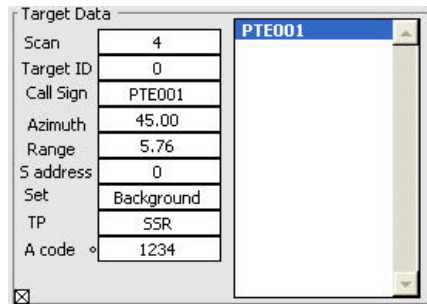 Target Data
Scan 4
Target ID 0
Call Sign PTE001
Azimuth 45.00
Range 5.76
S address 0
Set Background
TP SSR
A code 1234
PTE001